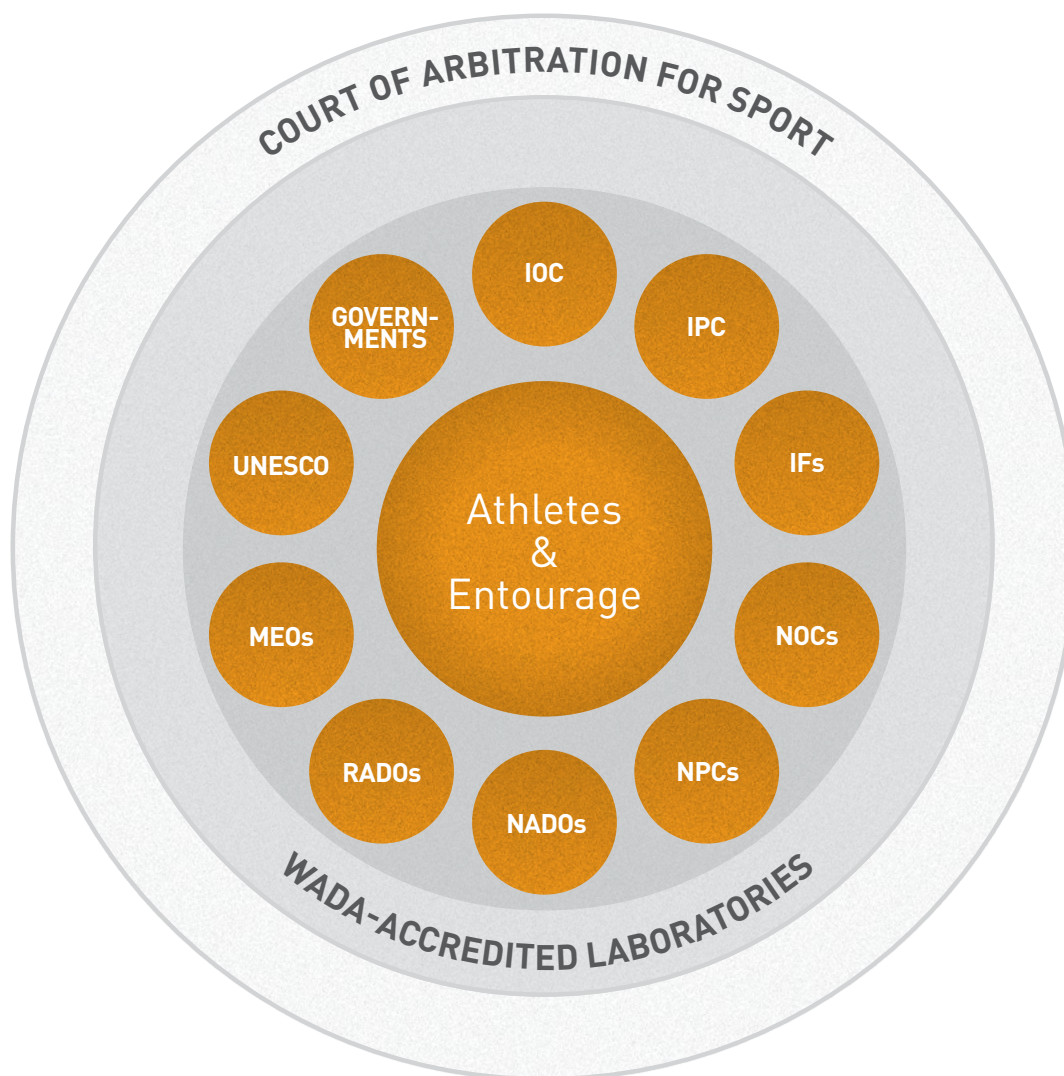 COURT OF ARBITRATION FOR SPORT
IOC
GOVERN-
MENTS
IPC
UNESCO
IFs
Athletes
&
Entourage
MEOs
NOCs
RADOs
NPCs
NADOs
WADA-ACCREDITED LABORATORIES